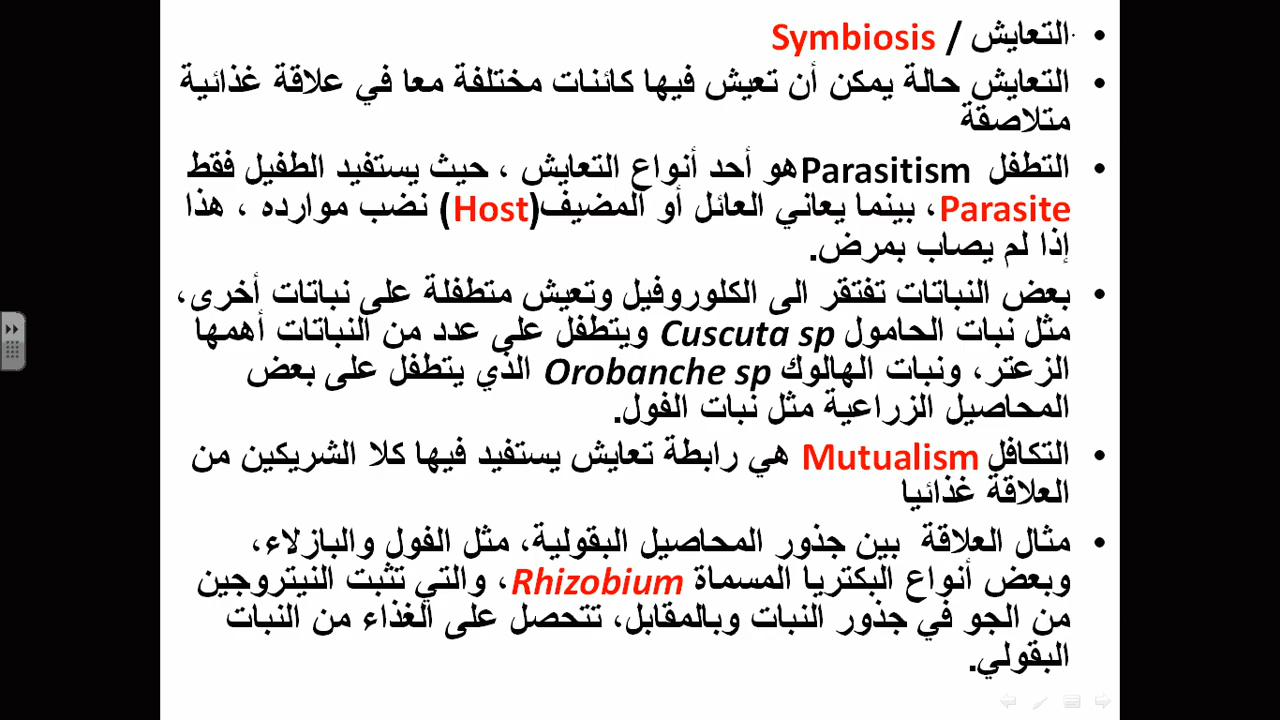 التعايش / Symbiosis
التعايش حالة يمكن أن تعيش فيها كائنات مختلفة معا في علاقة غذائية
متلاصقة
التطفل Parasitism هو أحد أنواع التعايش ، حيث يستفيد الطفيل فقط
Parasite، بينما يعاني العائل أو المضيف(Host) نضب موارده ، هذا
إذا لم يصاب بمرض.
بعض النباتات تفتقر الى الكلوروفيل وتعيش متطفلة على نباتات أخرى،
مثل نبات الحامول Cuscuta sp ويتطفل على عدد من النباتات أهمها
الزعتر، ونبات الهالوك Orobanche sp الذي يتطفل على بعض
المحاصيل الزراعية مثل نبات الفول.
التكافل Mutualism هي رابطة تعايش يستفيد فيها كلا الشريكين من
العلاقة غذائيا
مثال العلاقة بين جذور المحاصيل البقولية، مثل الفول والبازلاء،
وبعض أنواع البكتريا المسماة Rhizobium، والتي تثبت النيتروجين
من الجو في جذور النبات وبالمقابل، تتحصل على الغذاء من النبات
البقولي.